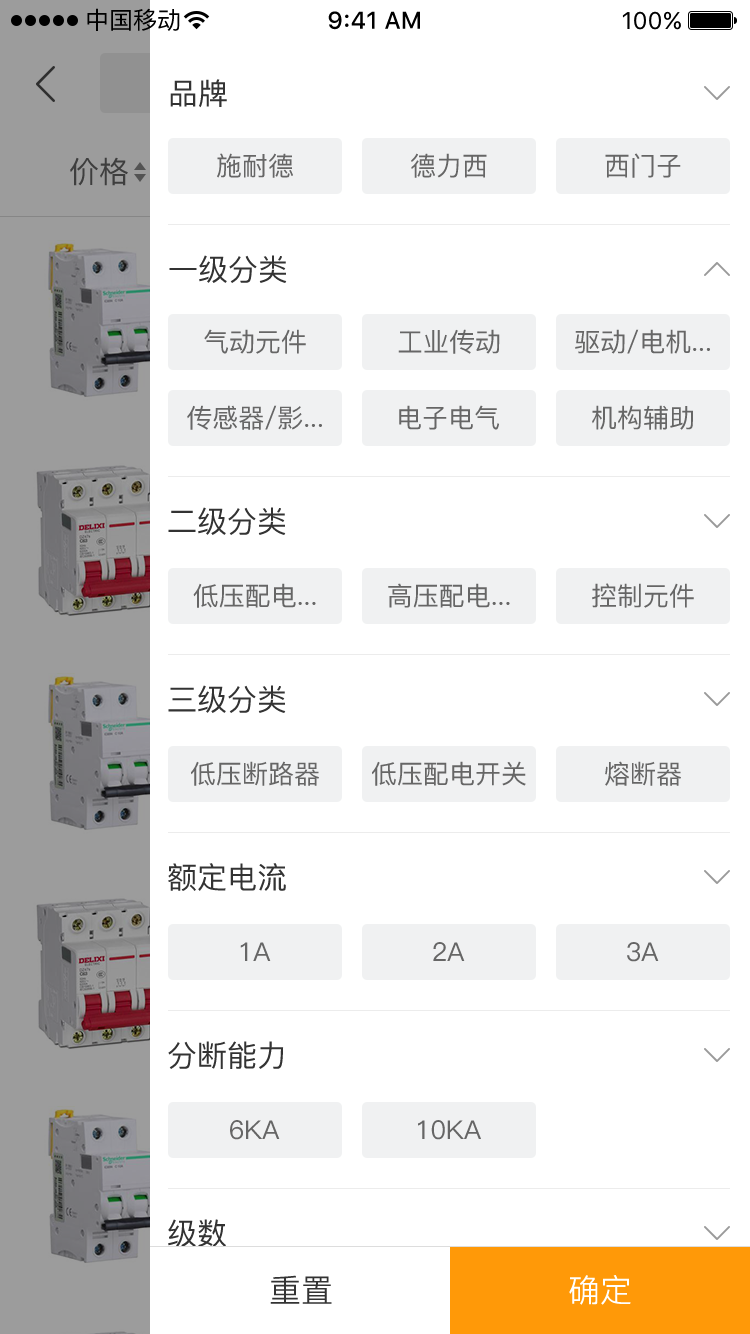 中国移动 9:41 AM 100%
品牌
价格
施耐德 德力西 西门子
一级分类
气动元件 工业传动 驱动/电机...
传感器/影... 电子电气 机构辅助
DELIXI
二级分类
低压配电... 高压配电... 控制元件
三级分类
Schneider
低压断路器 低压配电开关 熔断器
额定电流
1A 2A 3A
DELIXI
分断能力
6KA 10KA
级数
重置 确定